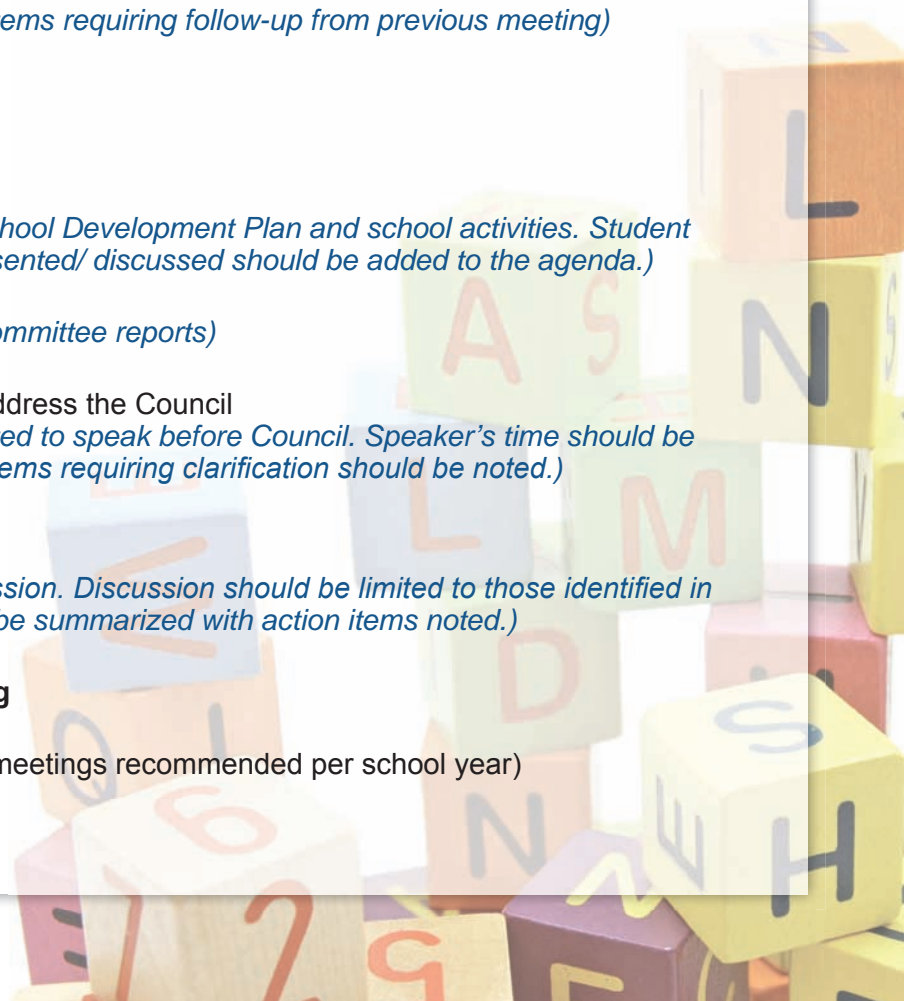 ems requiring follow-up from previous meeting)
hool Development Plan and school activities. Student
sented/ discussed should be added to the agenda.)
ommittee reports)
ddress the Council
ed to speak before Council. Speaker's time should be
ems requiring clarification should be noted.)
ssion. Discussion should be limited to those identified in
be summarized with action items noted.)
g
meetings recommended per school year)
N
L
A S
N S
L M
D
Q
S
N E H
6
2